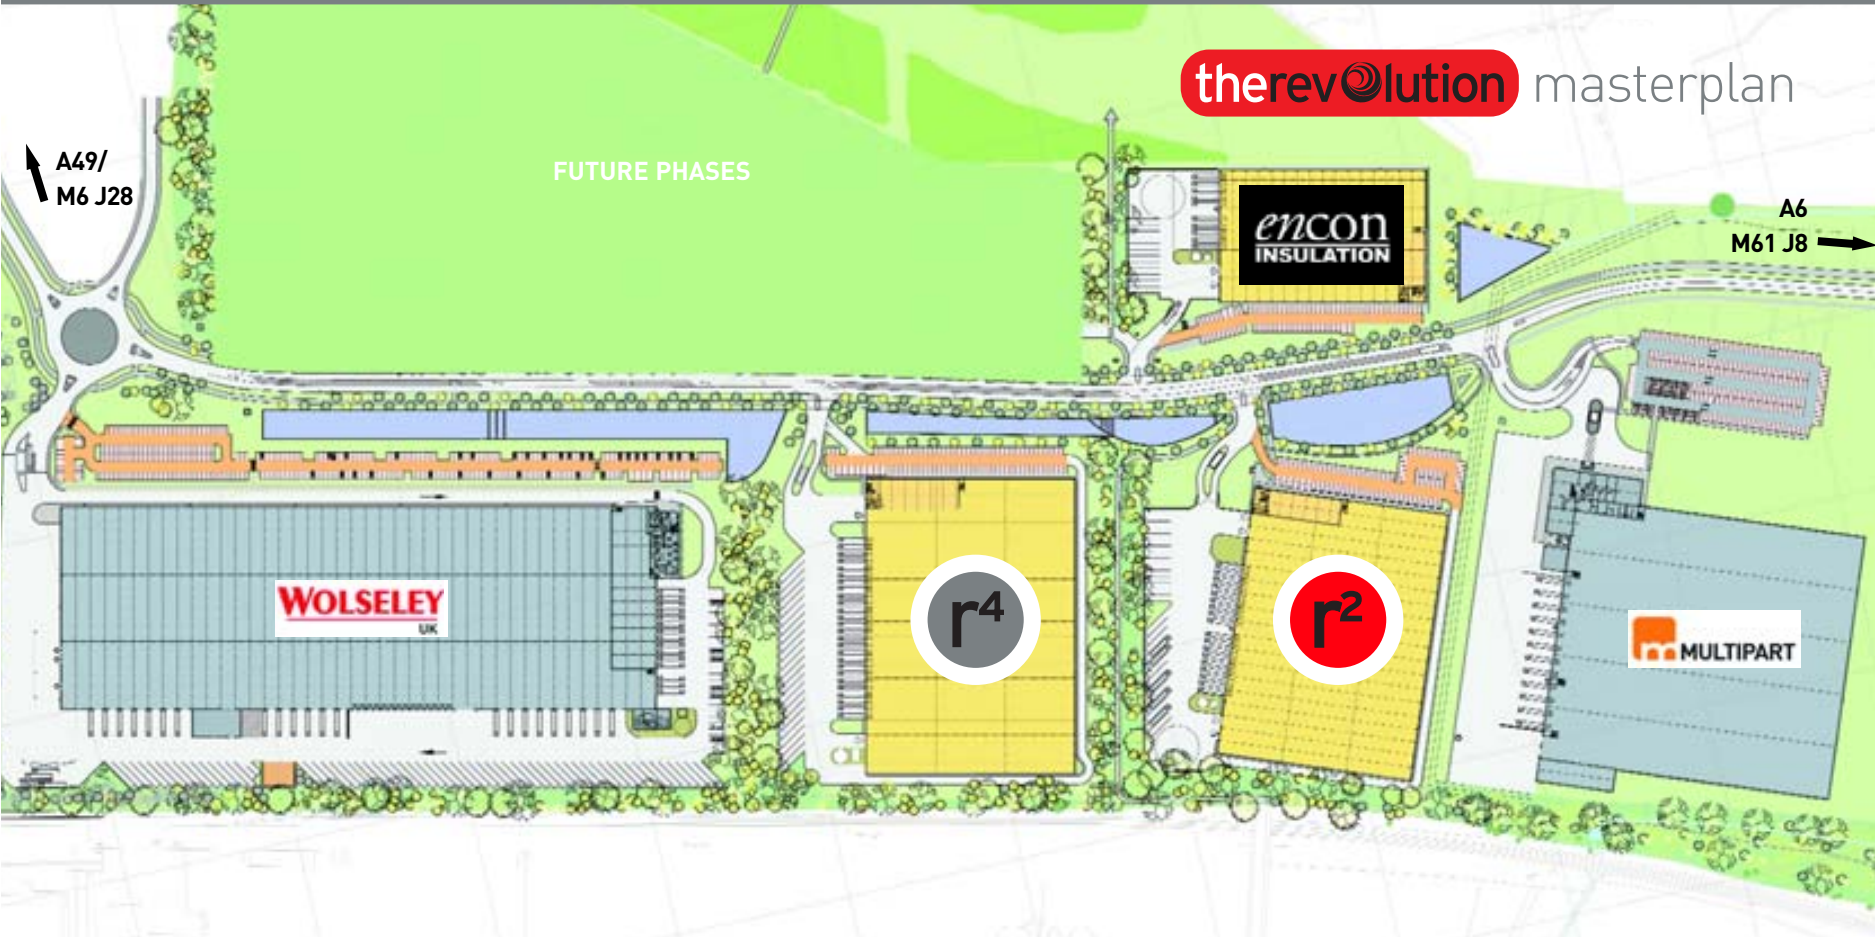 therevolution masterplan
A49/
M6 J28
FUTURE PHASES
encon
INSULATION
A6
M61 J8
WOLSELEY
UK
r4
r2
m MULTIPART